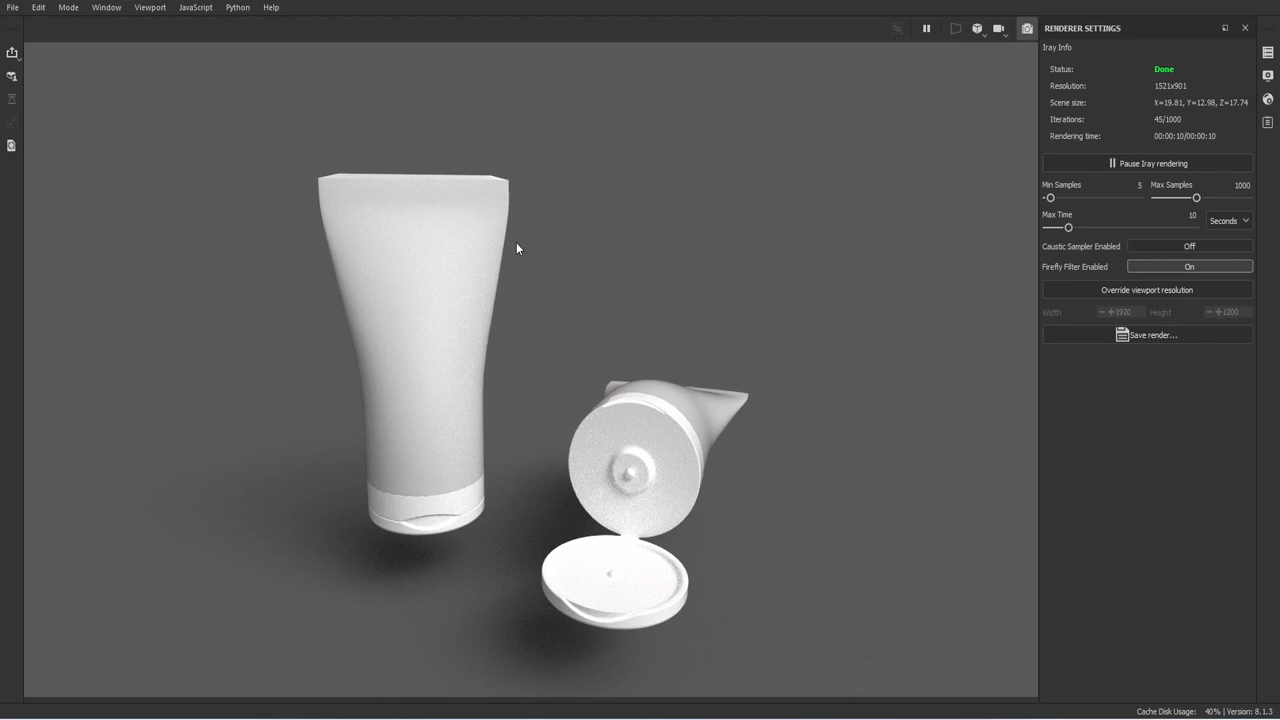 File Edit Mode Window Viewport JavaScript Python Help
RENDERER SETTINGS
Iray Info
Status: Done
Resolution: 1521x901
Scene size: X=19.81, Y=12.98, Z=17.74
Iterations: 45/1000
Rendering time: 00:00:10/00:00:10
Pause Iray rendering
Min Samples 5 Max Samples 1000
Max Time 10 Seconds
Caustic Sampler Enabled Off
Firefly Filter Enabled On
Override viewport resolution
Width 1920 Height 1200
Save render...
Cache Disk Usage: 40% | Version: 8.1.3